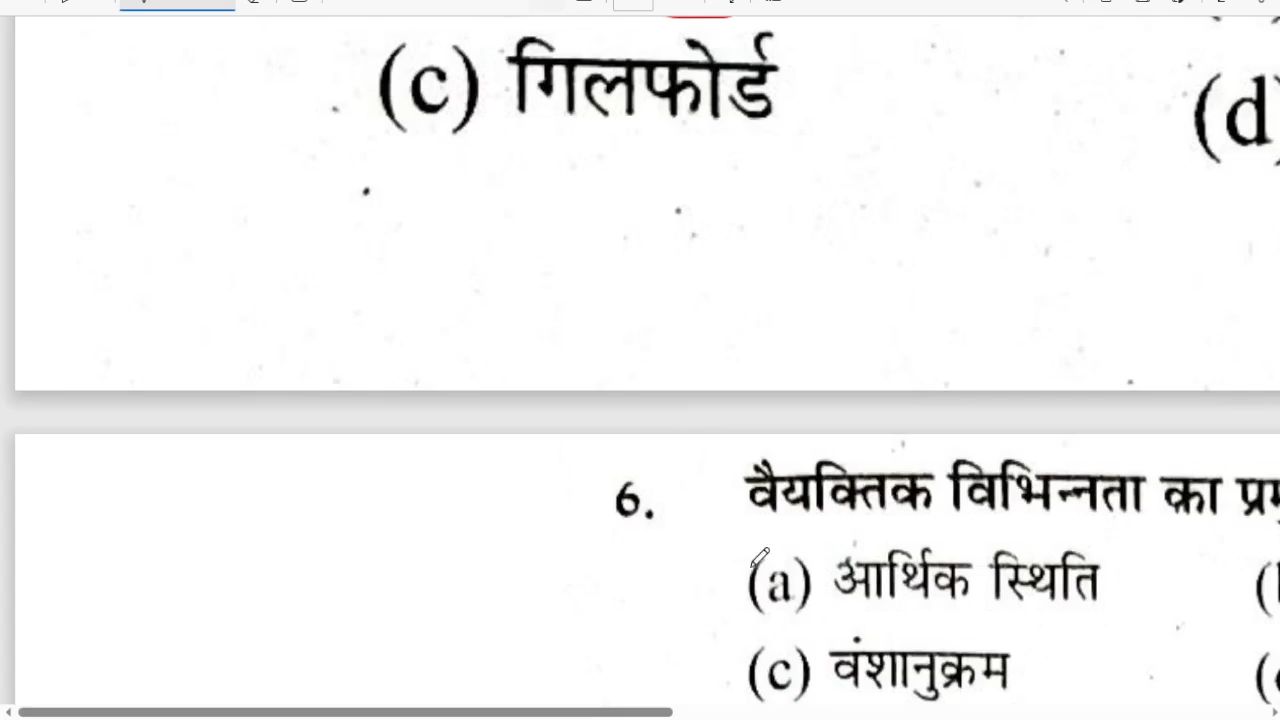 (c) गिलफोर्ड
(d)
6. वैयक्तिक विभिन्नता का
(a) आर्थिक स्थिति
(c) वंशानुक्रम